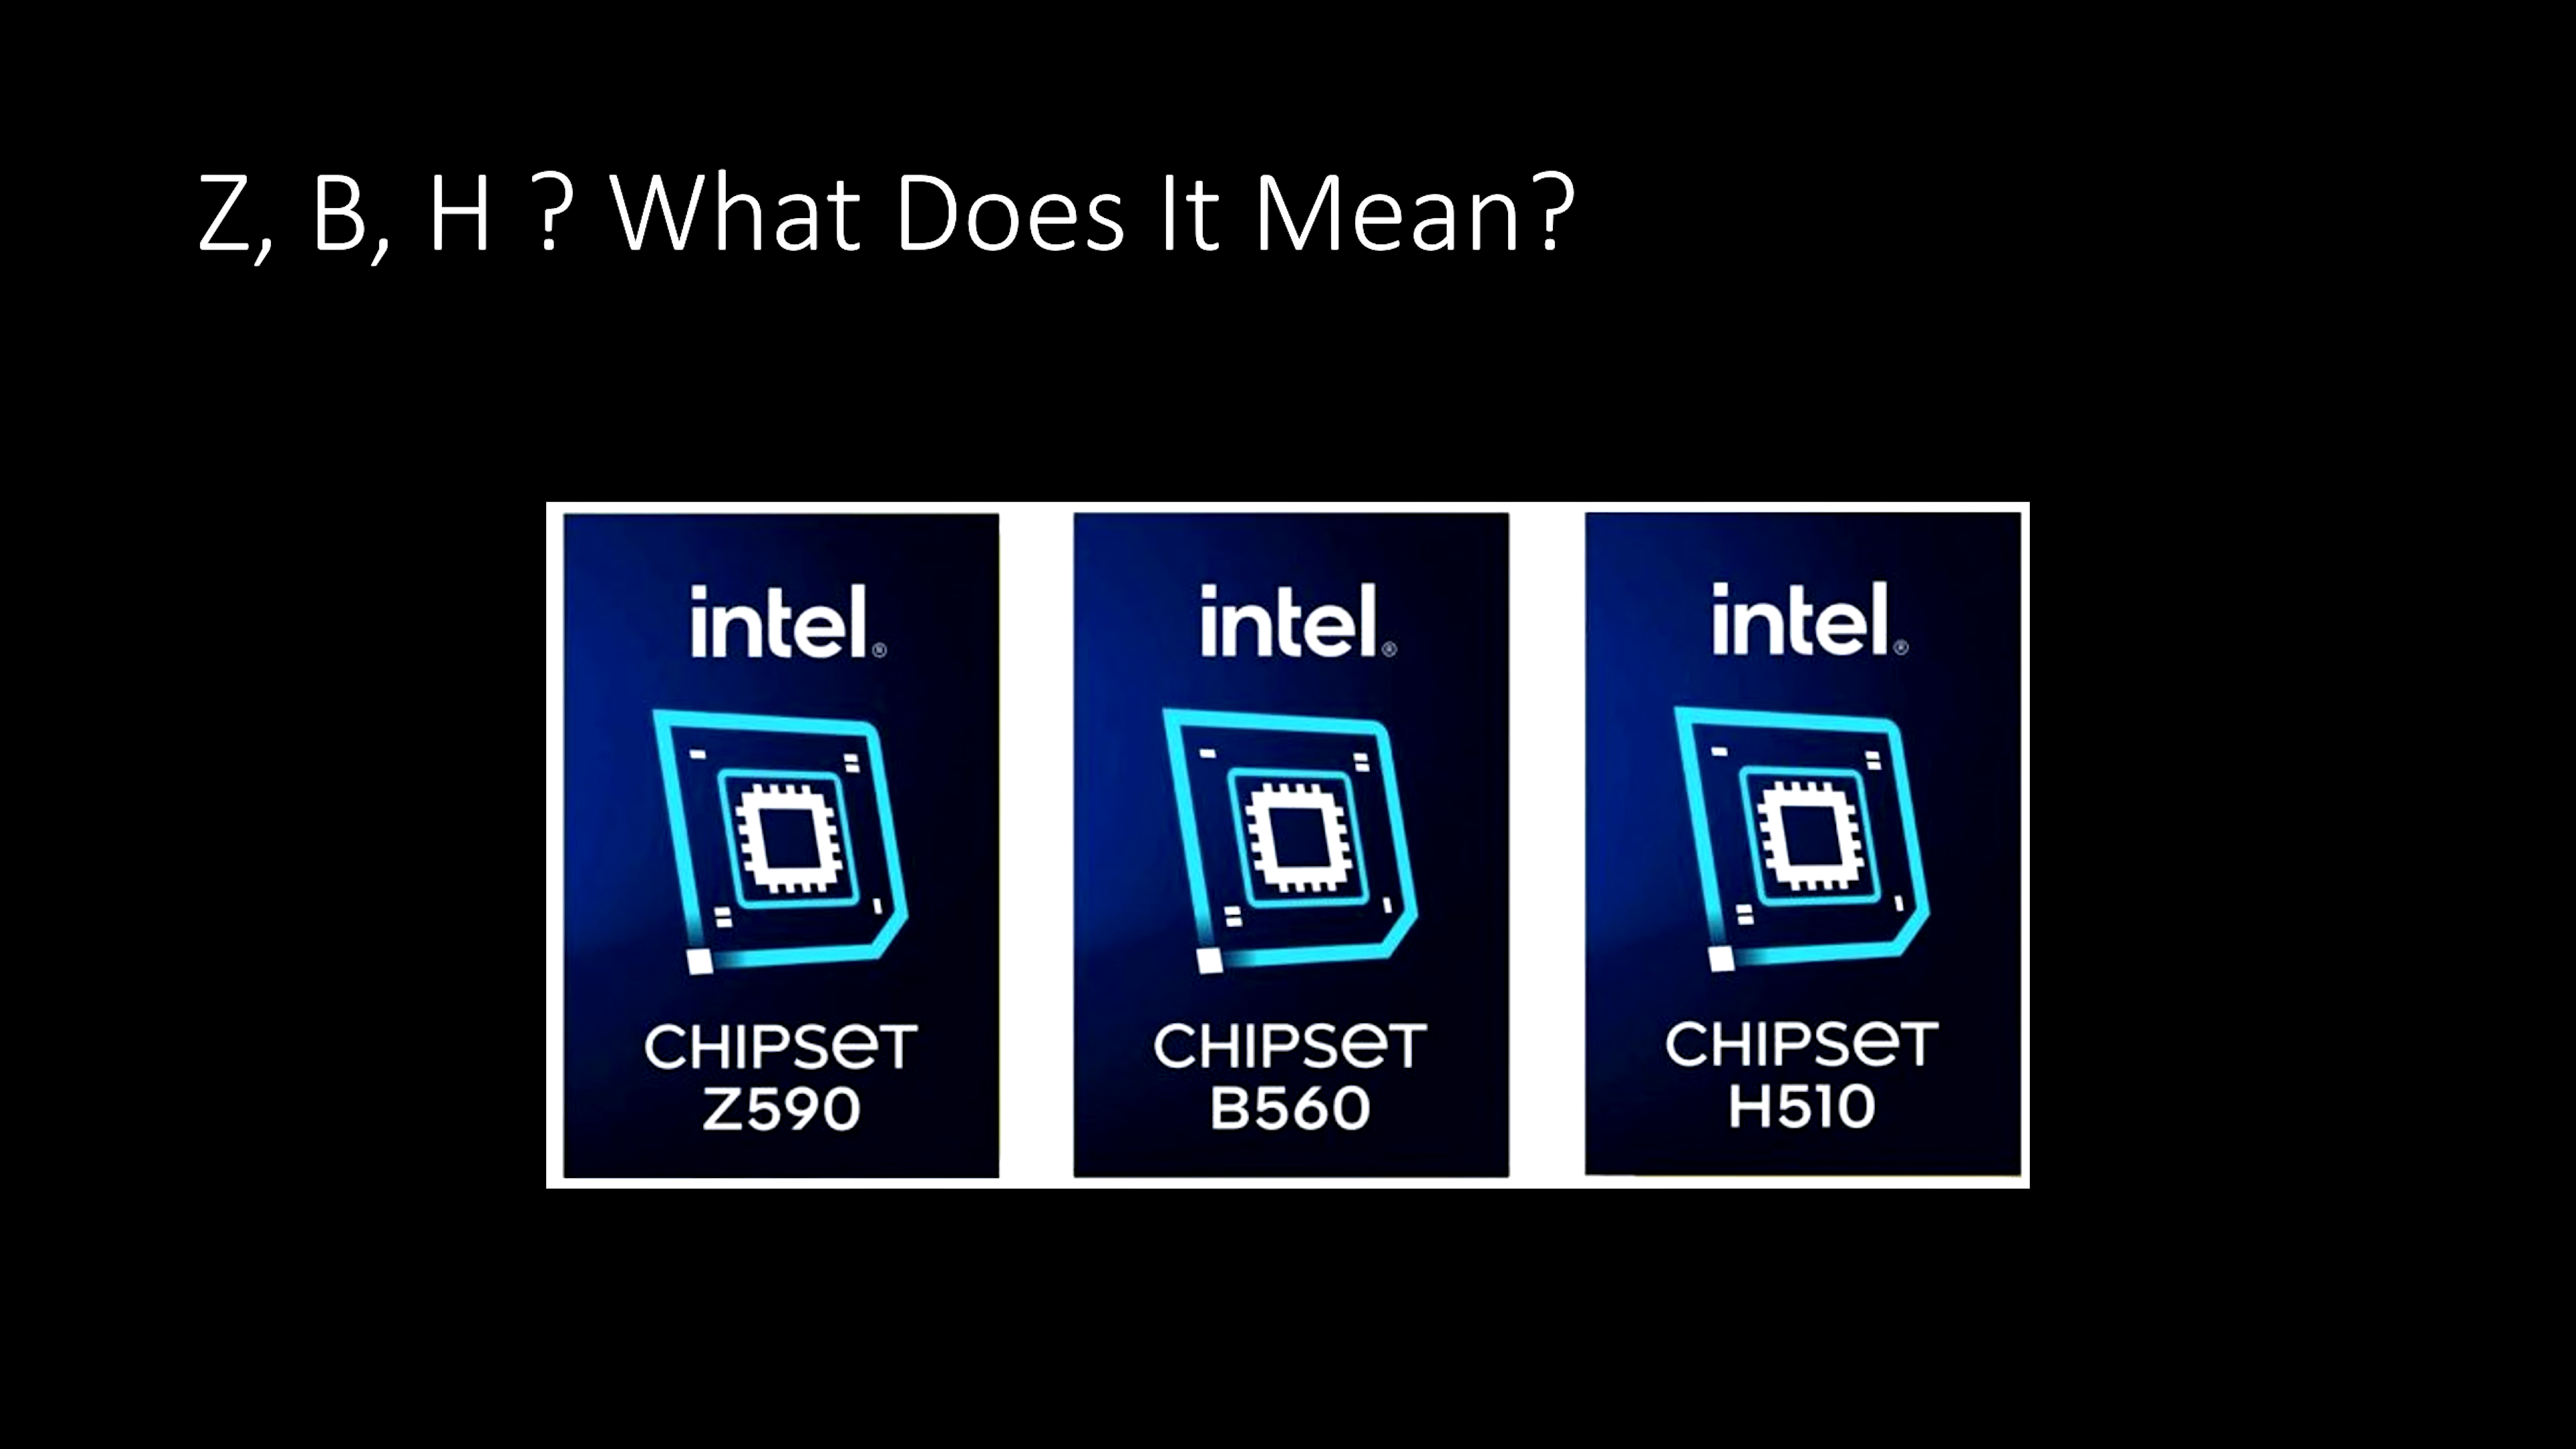 Z, B, H ? What Does It Mean?
intel®
CHIPSeT
Z590
intel®
CHIPSeT
B560
intel®
CHIPSeT
H510